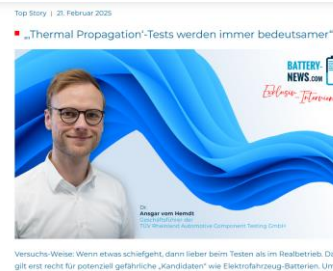 Top Story | 21. Februar 2025
„‚Thermal Propagation‘-Tests werden immer bedeutsamer“
BATTERY-
NEWS.COM
Exklusiv-Interview
Dr.
Ansgar vom Hemdt
Geschäftsführer der
TÜV Rheinland Automotive Component Testing GmbH
Versuchs-Weise: Wenn etwas schiefgeht, dann lieber beim Testen als im Realbetrieb. D
gilt erst recht für potenziell gefährliche „Kandidaten“ wie Elektrofahrzeug-Batterien. Um